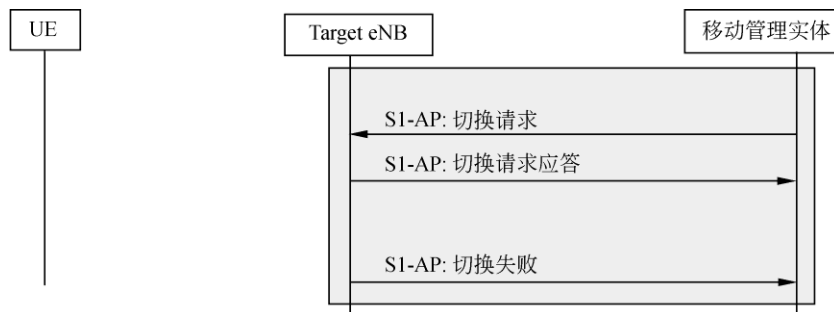 UE
Target eNB
移动管理实体
S1-AP: 切换请求
S1-AP: 切换请求应答
S1-AP: 切换失败